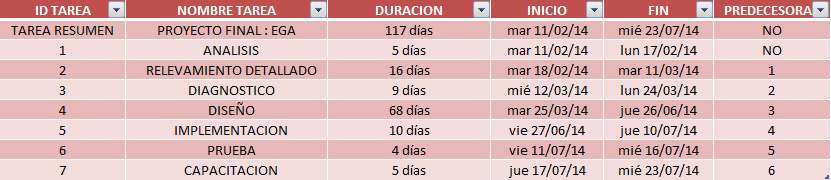 ID TAREA NOMBRE TAREA DURACION INICIO FIN PREDECESORA
TAREA RESUMEN PROYECTO FINAL : EGA 117 días mar 11/02/14 mié 23/07/14 NO
1 ANALISIS 5 días mar 11/02/14 lun 17/02/14 NO
2 RELEVAMIENTO DETALLADO 16 días mar 18/02/14 mar 11/03/14 1
3 DIAGNOSTICO 9 días mié 12/03/14 lun 24/03/14 2
4 DISEÑO 68 días mar 25/03/14 jue 26/06/14 3
5 IMPLEMENTACION 10 días vie 27/06/14 jue 10/07/14 4
6 PRUEBA 4 días vie 11/07/14 mié 16/07/14 5
7 CAPACITACION 5 días jue 17/07/14 mié 23/07/14 6